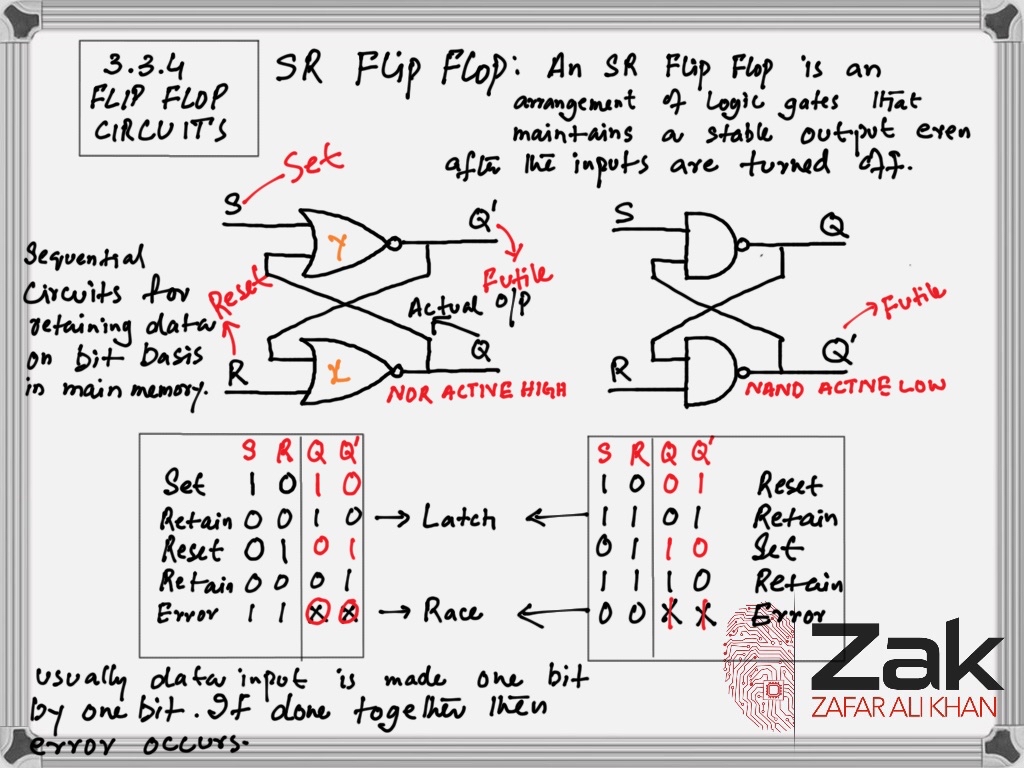 3.3.4
FLIP FLOP
CIRCUITS
SR Flip Flop: An SR Flip Flop is an
arrangement of logic gates that
maintains a stable output even
after the inputs are turned off.
Set
S
Q'
Y
Futile
Reset
Actual O/P
R
X
Q
NOR ACTIVE HIGH
Sequential
Circuits for
retaining data
on bit basis
in main memory.
S
Q
Futile
R
Q'
NAND ACTIVE LOW
S R Q Q'
Set 1 0 1 0
Retain 0 0 1 0
Reset 0 1 0 1
Retain 0 0 0 1
Error 1 1 X X
Latch
Race
S R Q Q'
1 0 0 1 Reset
1 1 0 1 Retain
0 1 1 0 Set
1 1 1 0 Retain
0 0 X X Error
usually data input is made one bit
by one bit. If done together then
error occurs.
Zak
ZAFAR ALI KHAN